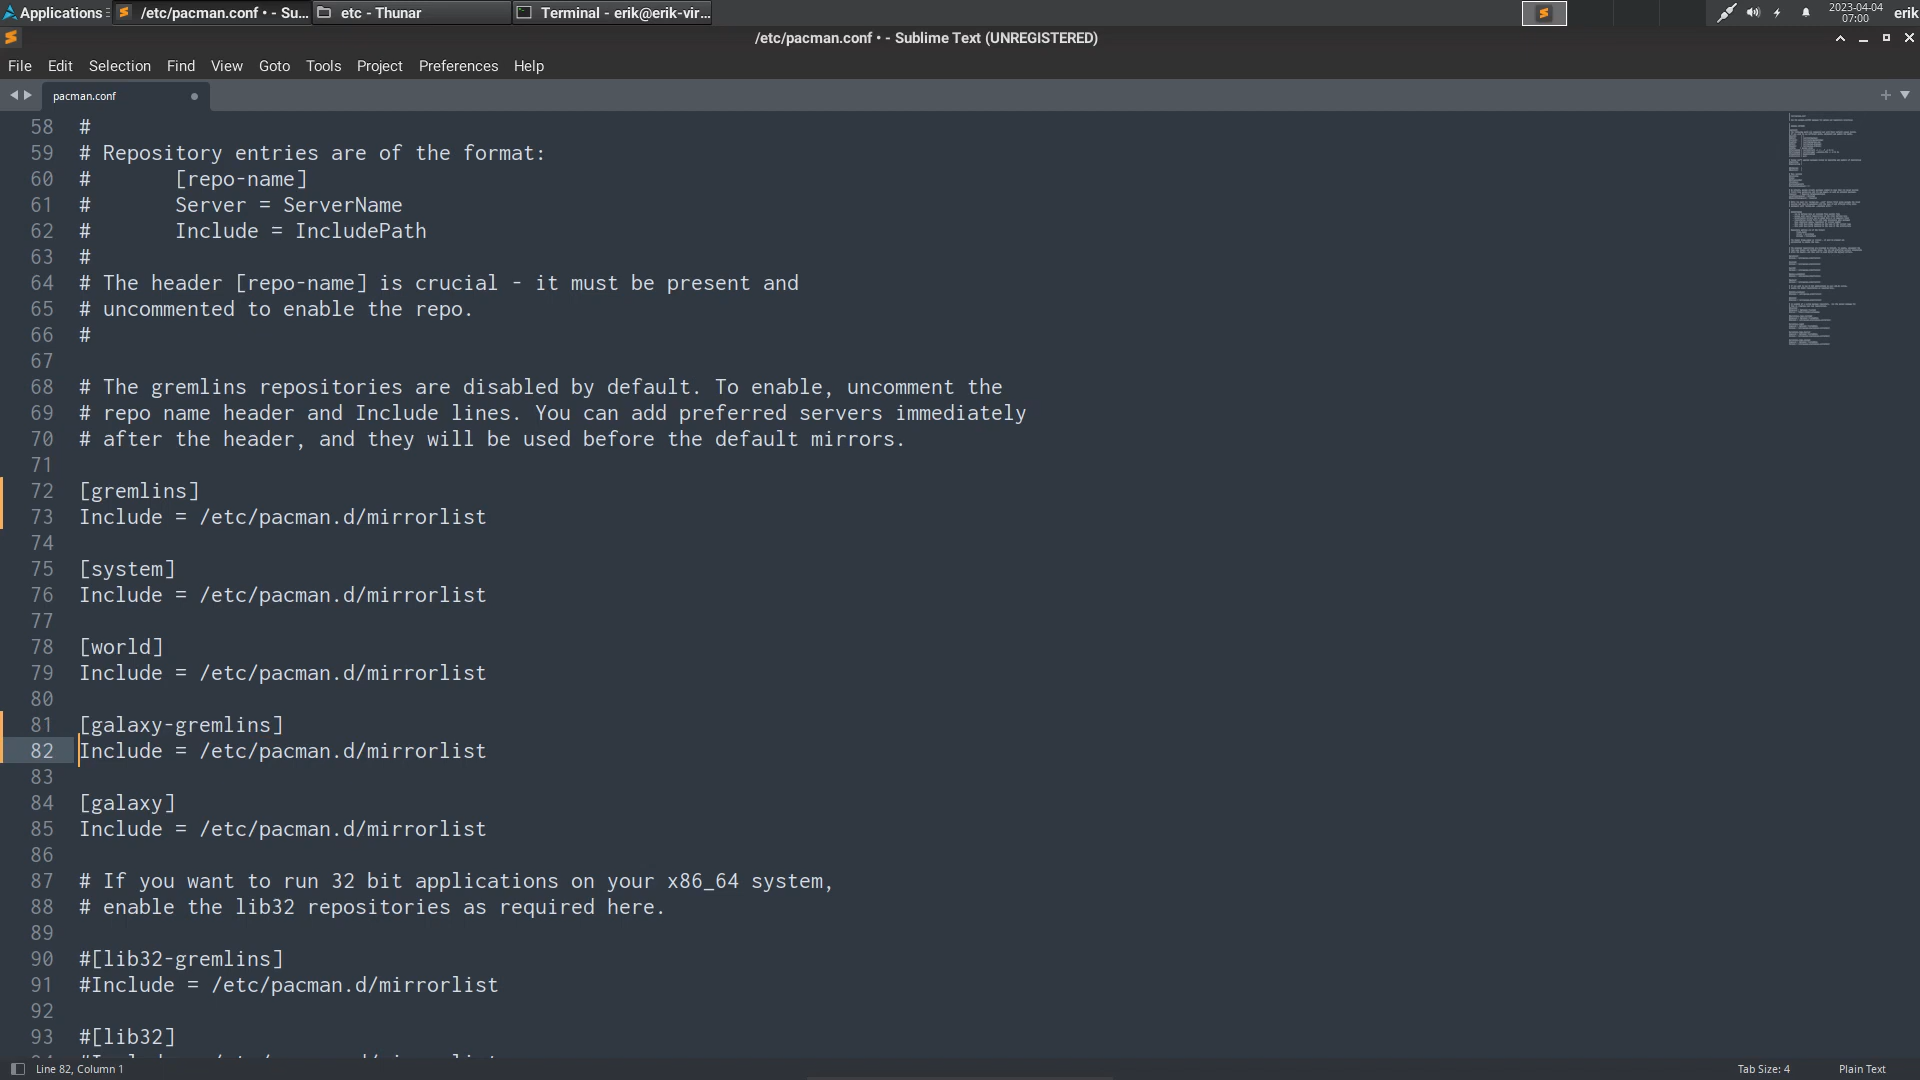 Applications
/etc/pacman.conf • - Su...
etc - Thunar
Terminal - erik@erik-vir...
2023-04-04
07:00
erik
/etc/pacman.conf • - Sublime Text (UNREGISTERED)
File Edit Selection Find View Goto Tools Project Preferences Help
pacman.conf
58 #
59 # Repository entries are of the format:
60 #       [repo-name]
61 #       Server = ServerName
62 #       Include = IncludePath
63 #
64 # The header [repo-name] is crucial - it must be present and
65 # uncommented to enable the repo.
66 #
67
68 # The gremlins repositories are disabled by default. To enable, uncomment the
69 # repo name header and Include lines. You can add preferred servers immediately
70 # after the header, and they will be used before the default mirrors.
71
72 [gremlins]
73 Include = /etc/pacman.d/mirrorlist
74
75 [system]
76 Include = /etc/pacman.d/mirrorlist
77
78 [world]
79 Include = /etc/pacman.d/mirrorlist
80
81 [galaxy-gremlins]
82 Include = /etc/pacman.d/mirrorlist
83
84 [galaxy]
85 Include = /etc/pacman.d/mirrorlist
86
87 # If you want to run 32 bit applications on your x86_64 system,
88 # enable the lib32 repositories as required here.
89
90 #[lib32-gremlins]
91 #Include = /etc/pacman.d/mirrorlist
92
93 #[lib32]
Line 82, Column 1
Tab Size: 4
Plain Text